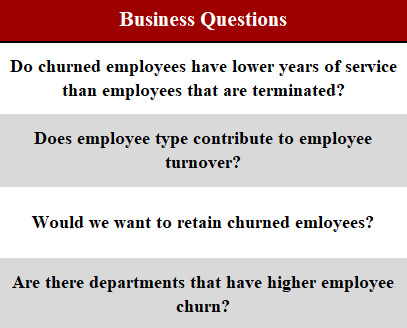 Business Questions
Do churned employees have lower years of service
than employees that are terminated?
Does employee type contribute to employee
turnover?
Would we want to retain churned emloyees?
Are there departments that have higher employee
churn?